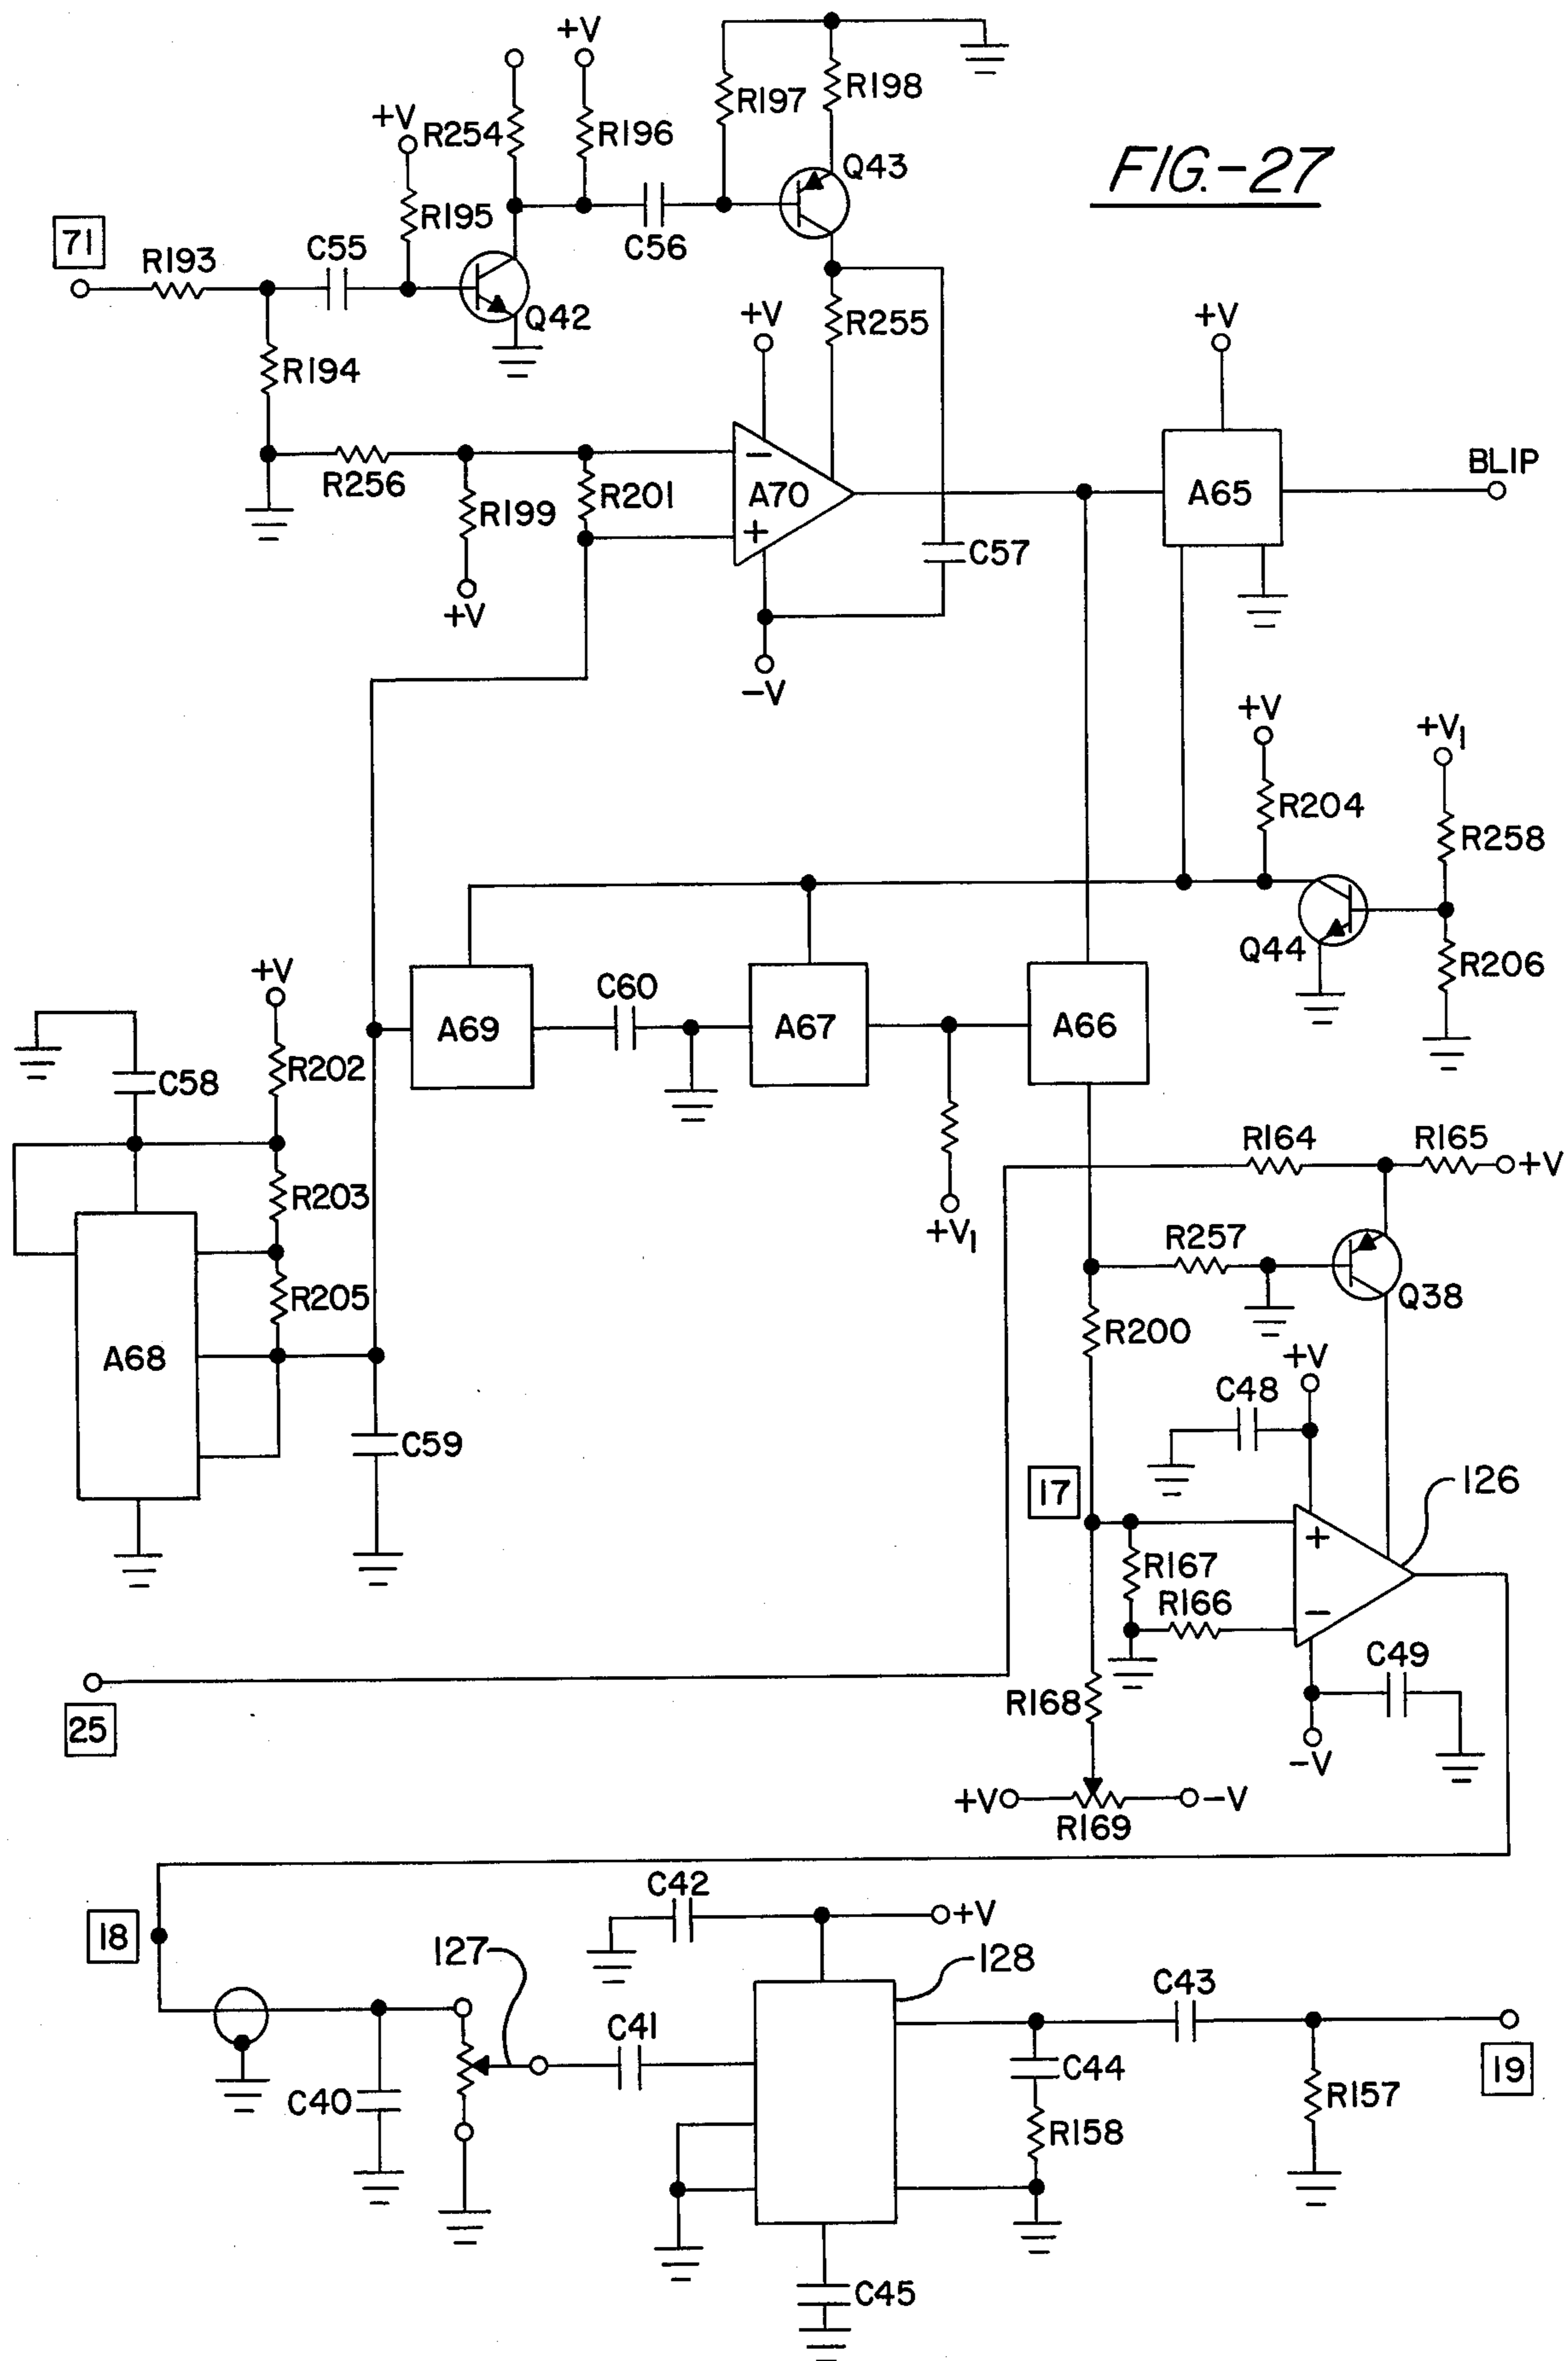 +V
+V
R254
R196
R197
R198
FIG.-27
Q43
71
R193
C55
R195
C56
Q42
R194
+V
R255
+V
BLIP
A65
R256
R199
R201
−
A70
+
C57
+V
−V
+V
+V1
R204
R258
Q44
R206
+V
C60
A69
A67
A66
C58
R202
R164
R165
+V
R203
+V1
R257
Q38
R205
R200
A68
+V
C48
C59
17
126
+
R167
R166
−
C49
R168
25
−V
+V
−V
R169
C42
+V
18
127
128
C43
C41
C44
19
C40
R157
R158
C45